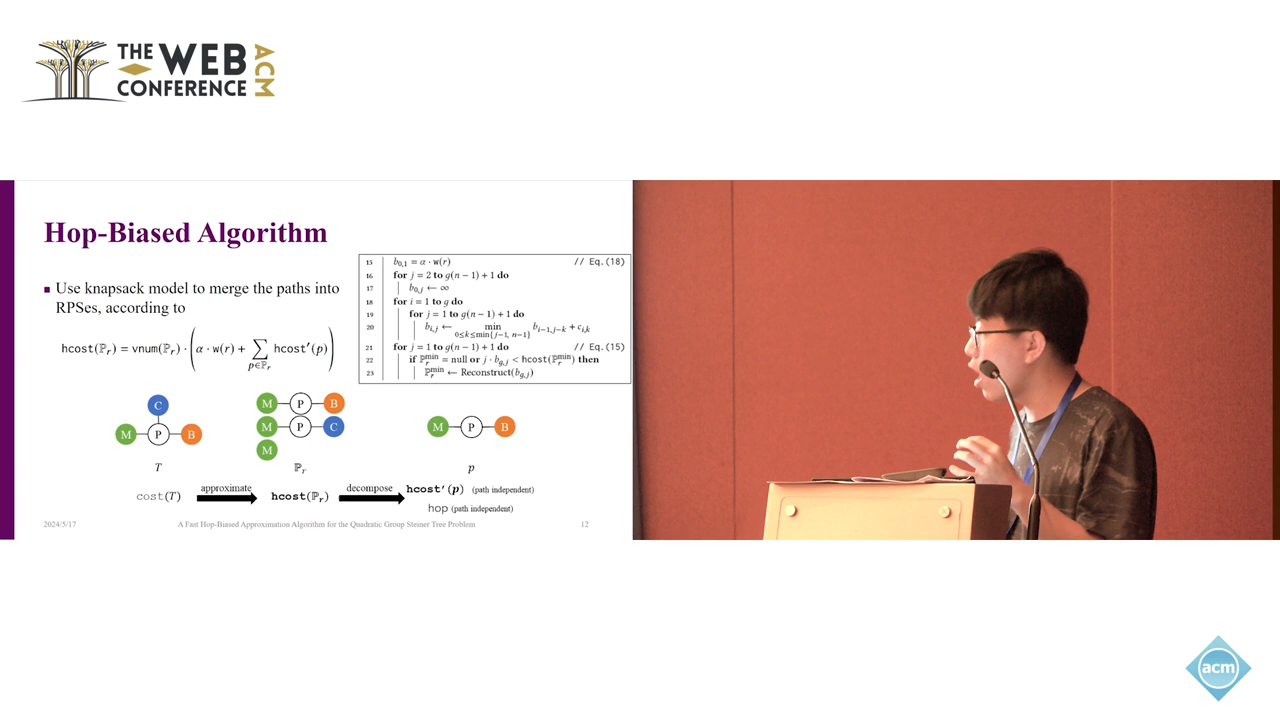 THE WEB CONFERENCE ACM
Hop-Biased Algorithm
▪ Use knapsack model to merge the paths into
RPSes, according to
hcost(ℙ_r) = vnum(ℙ_r) · (α · w(r) + ∑_{p∈ℙ_r} hcost′(p))
15 b_{0,1} = α · w(r) // Eq.(18)
16 for j = 2 to g(n − 1) + 1 do
17 b_{0,j} ← ∞
18 for i = 1 to g do
19 for j = 1 to g(n − 1) + 1 do
20 b_{i,j} ← min_{0≤k≤min{j−1, n−1}} b_{i−1,j−k} + c_{i,k}
21 for j = 1 to g(n − 1) + 1 do // Eq.(15)
22 if ℙ_r^min = null or j · b_{g,j} < hcost(ℙ_r^min) then
23 ℙ_r^min ← Reconstruct(b_{g,j})
C
M P B
T
M P B
M P C
M
ℙ_r
M P B
p
cost(T) approximate hcost(ℙ_r) decompose hcost′(p) (path independent)
hop (path independent)
2024/5/17 A Fast Hop-Biased Approximation Algorithm for the Quadratic Group Steiner Tree Problem 12
acm